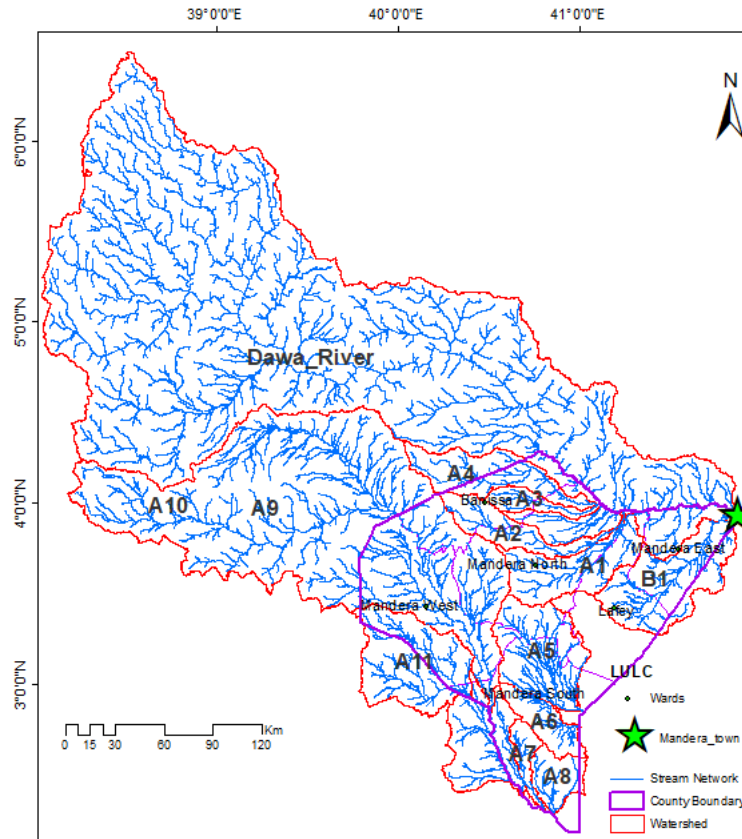 39°0'0"E 40°0'0"E 41°0'0"E
N
6°0'0"N
5°0'0"N
Dawa_River
4°0'0"N
A4
Banissa A3
A10 A9
A2
Mandera East
Mandera North A1
B1
Mandera West
Lafey
A5
A11
LULC
3°0'0"N
Mandera South
Wards
A6
Km
0 15 30 60 90 120
Mandera_town
A7
A8
Stream Network
County Boundary
Watershed